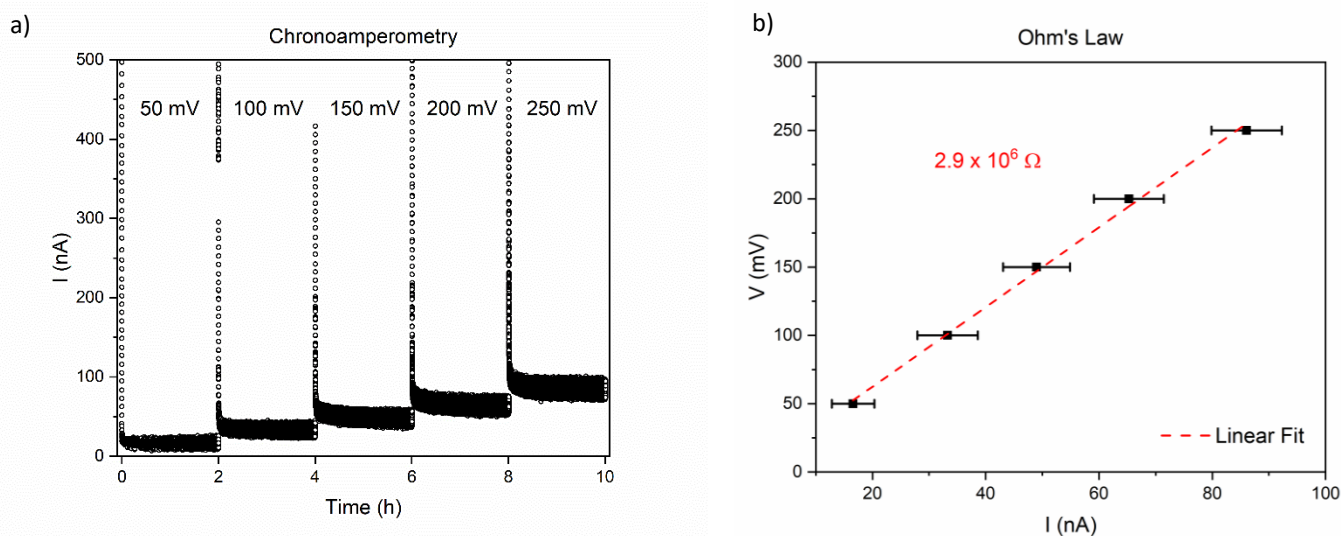 a)
Chronoamperometry
500
400
300
200
100
0
I (nA)
50 mV 100 mV 150 mV 200 mV 250 mV
0 2 4 6 8 10
Time (h)
b)
Ohm's Law
300
250
200
150
100
50
0
V (mV)
2.9 x 10⁶ Ω
Linear Fit
20 40 60 80 100
I (nA)